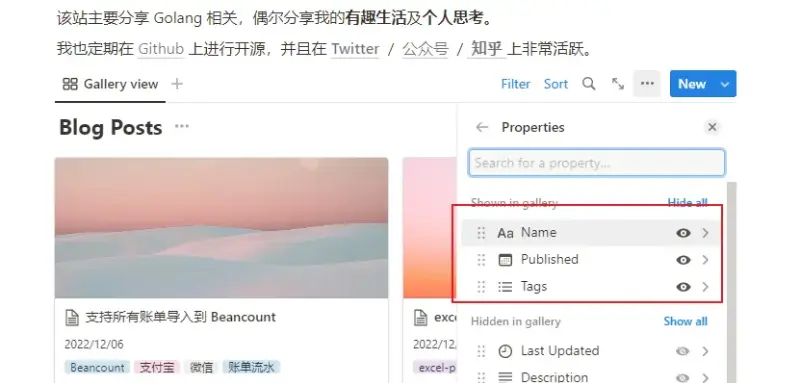 该站主要分享 Golang 相关，偶尔分享我的有趣生活及个人思考。
我也定期在 Github 上进行开源，并且在 Twitter / 公众号 / 知乎 上非常活跃。
Gallery view
Filter Sort New
Blog Posts
Properties
Search for a property...
Shown in gallery Hide all
Name
Published
Tags
Hidden in gallery Show all
Last Updated
Description
支持所有账单导入到 Beancount
2022/12/06
Beancount 支付宝 微信 账单流水
exc
2022/12/
excel-p